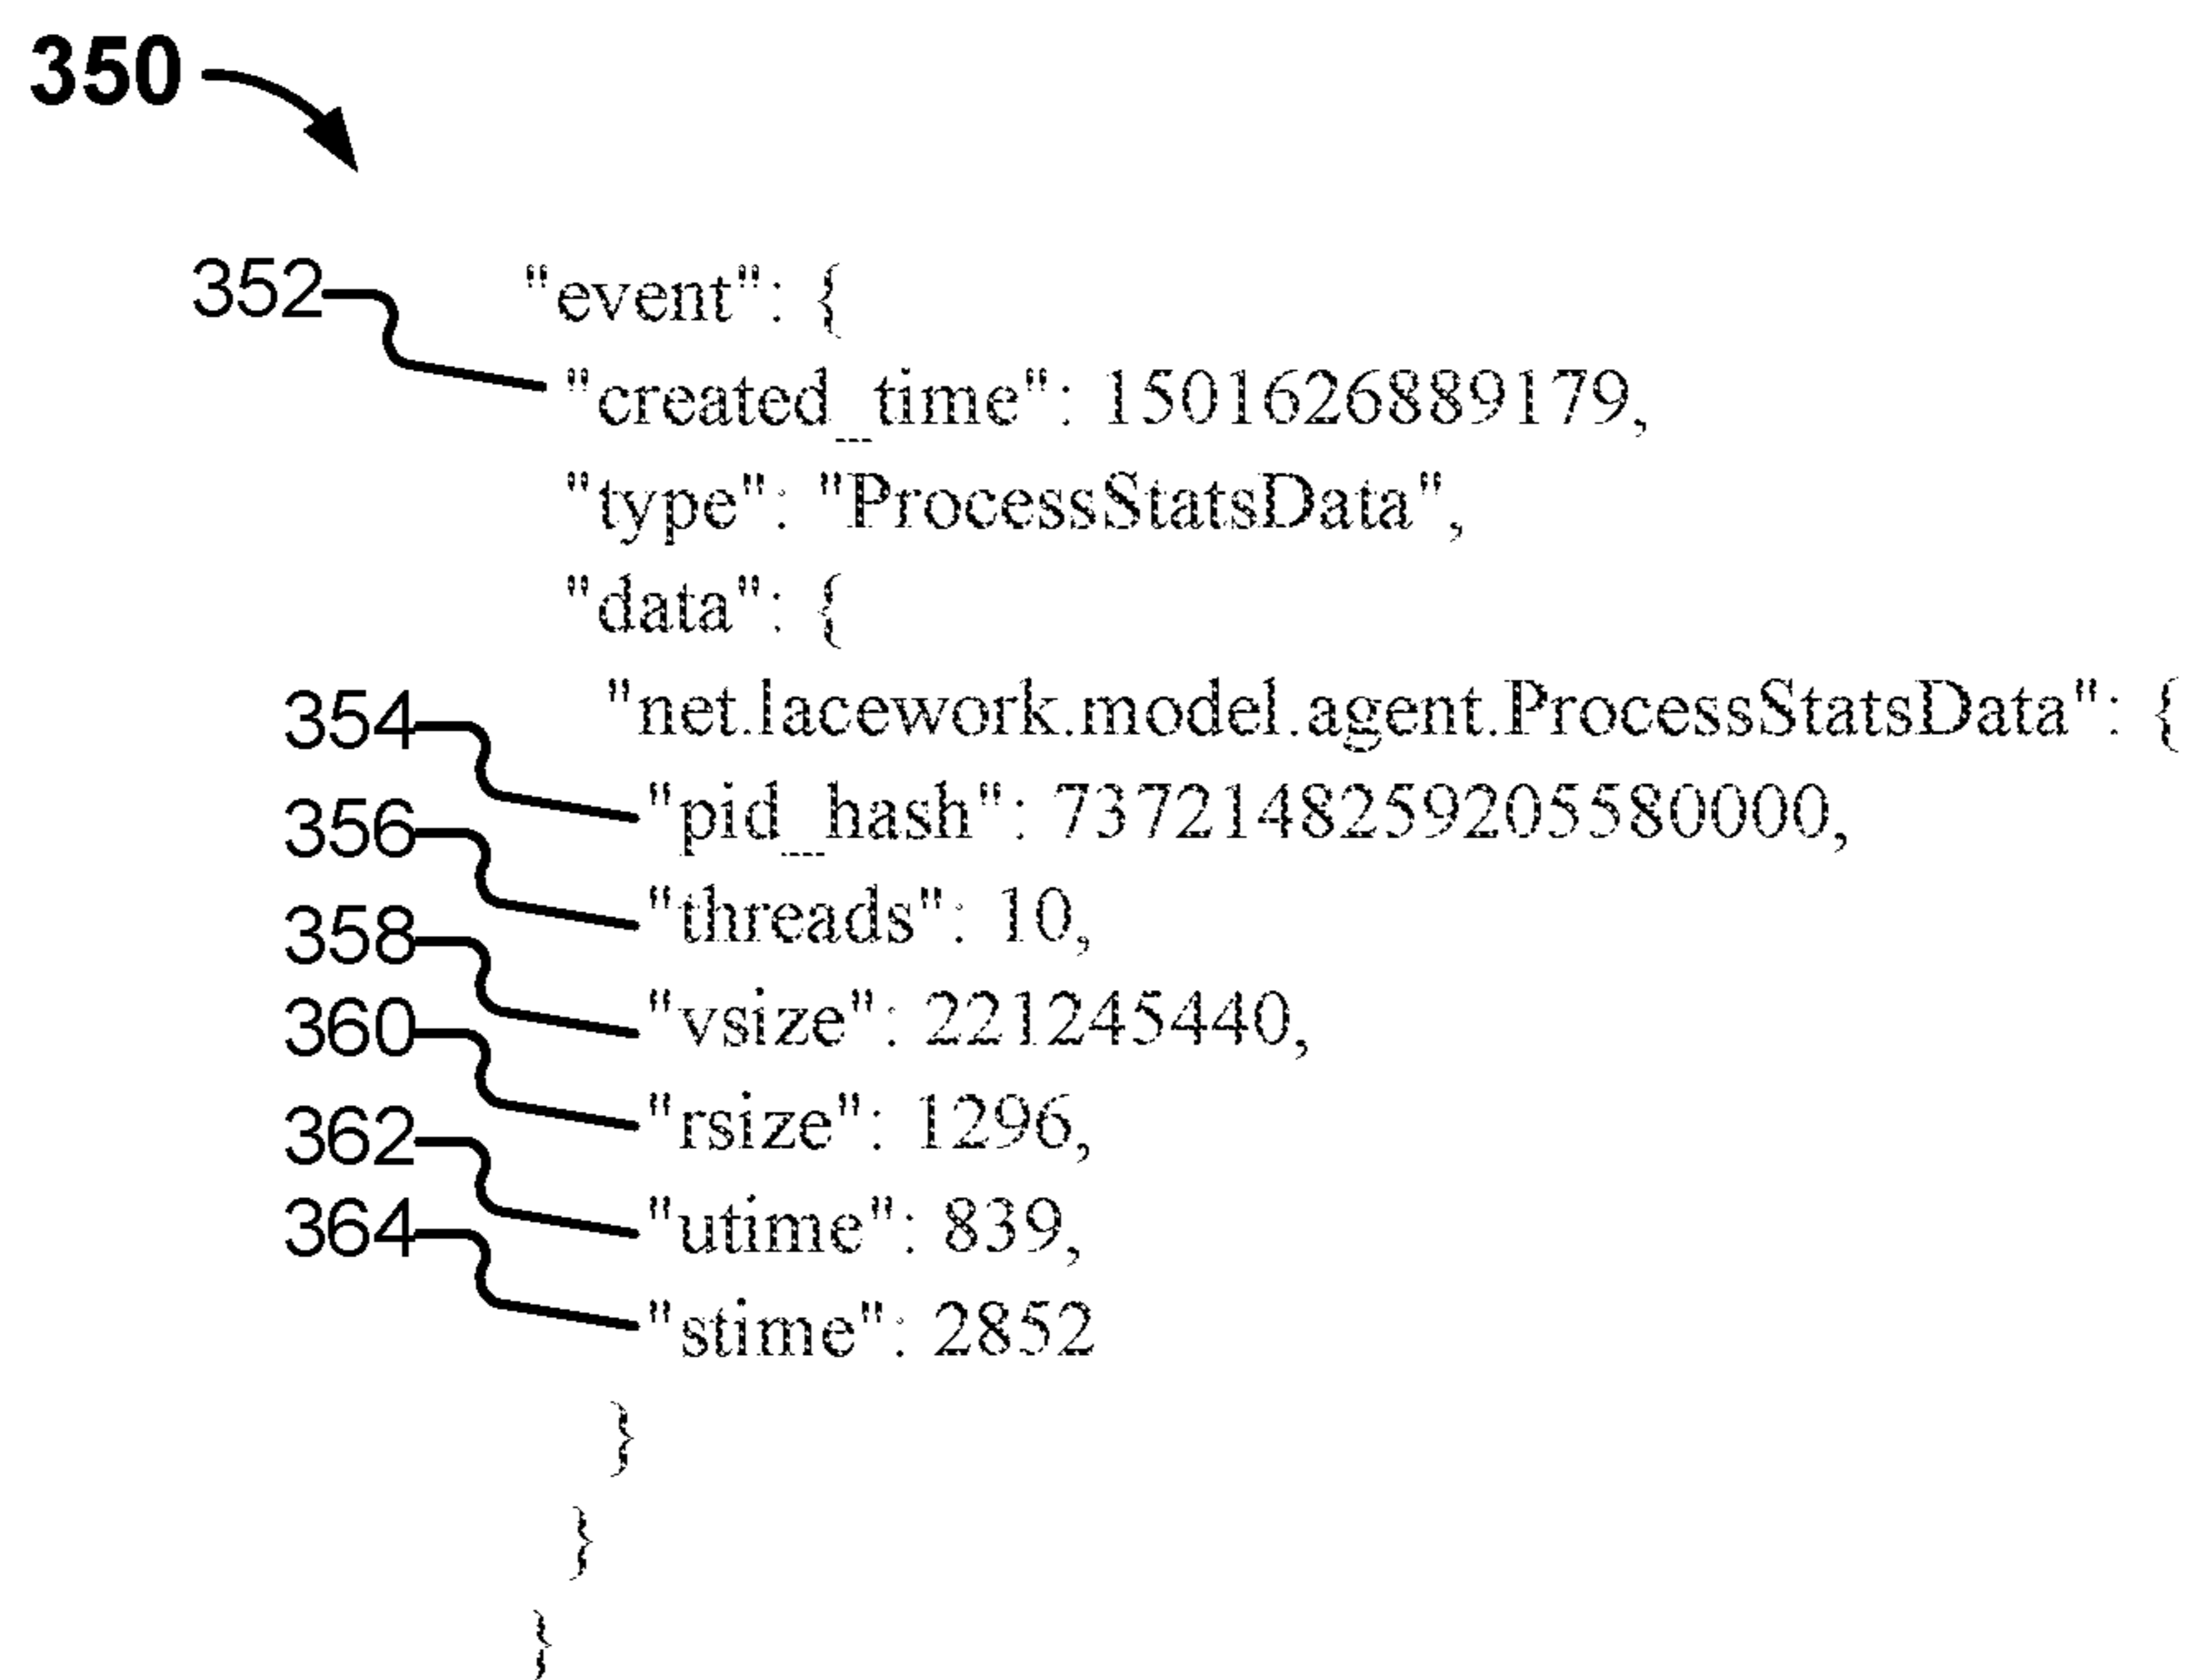 350
352 "event": {
"created_time": 1501626889179,
"type": "ProcessStatsData",
"data": {
"net.lacework.model.agent.ProcessStatsData": {
354 "pid_hash": 7372148259205580000,
356 "threads": 10,
358 "vsize": 221245440,
360 "rsize": 1296,
362 "utime": 839,
364 "stime": 2852
}
}
}